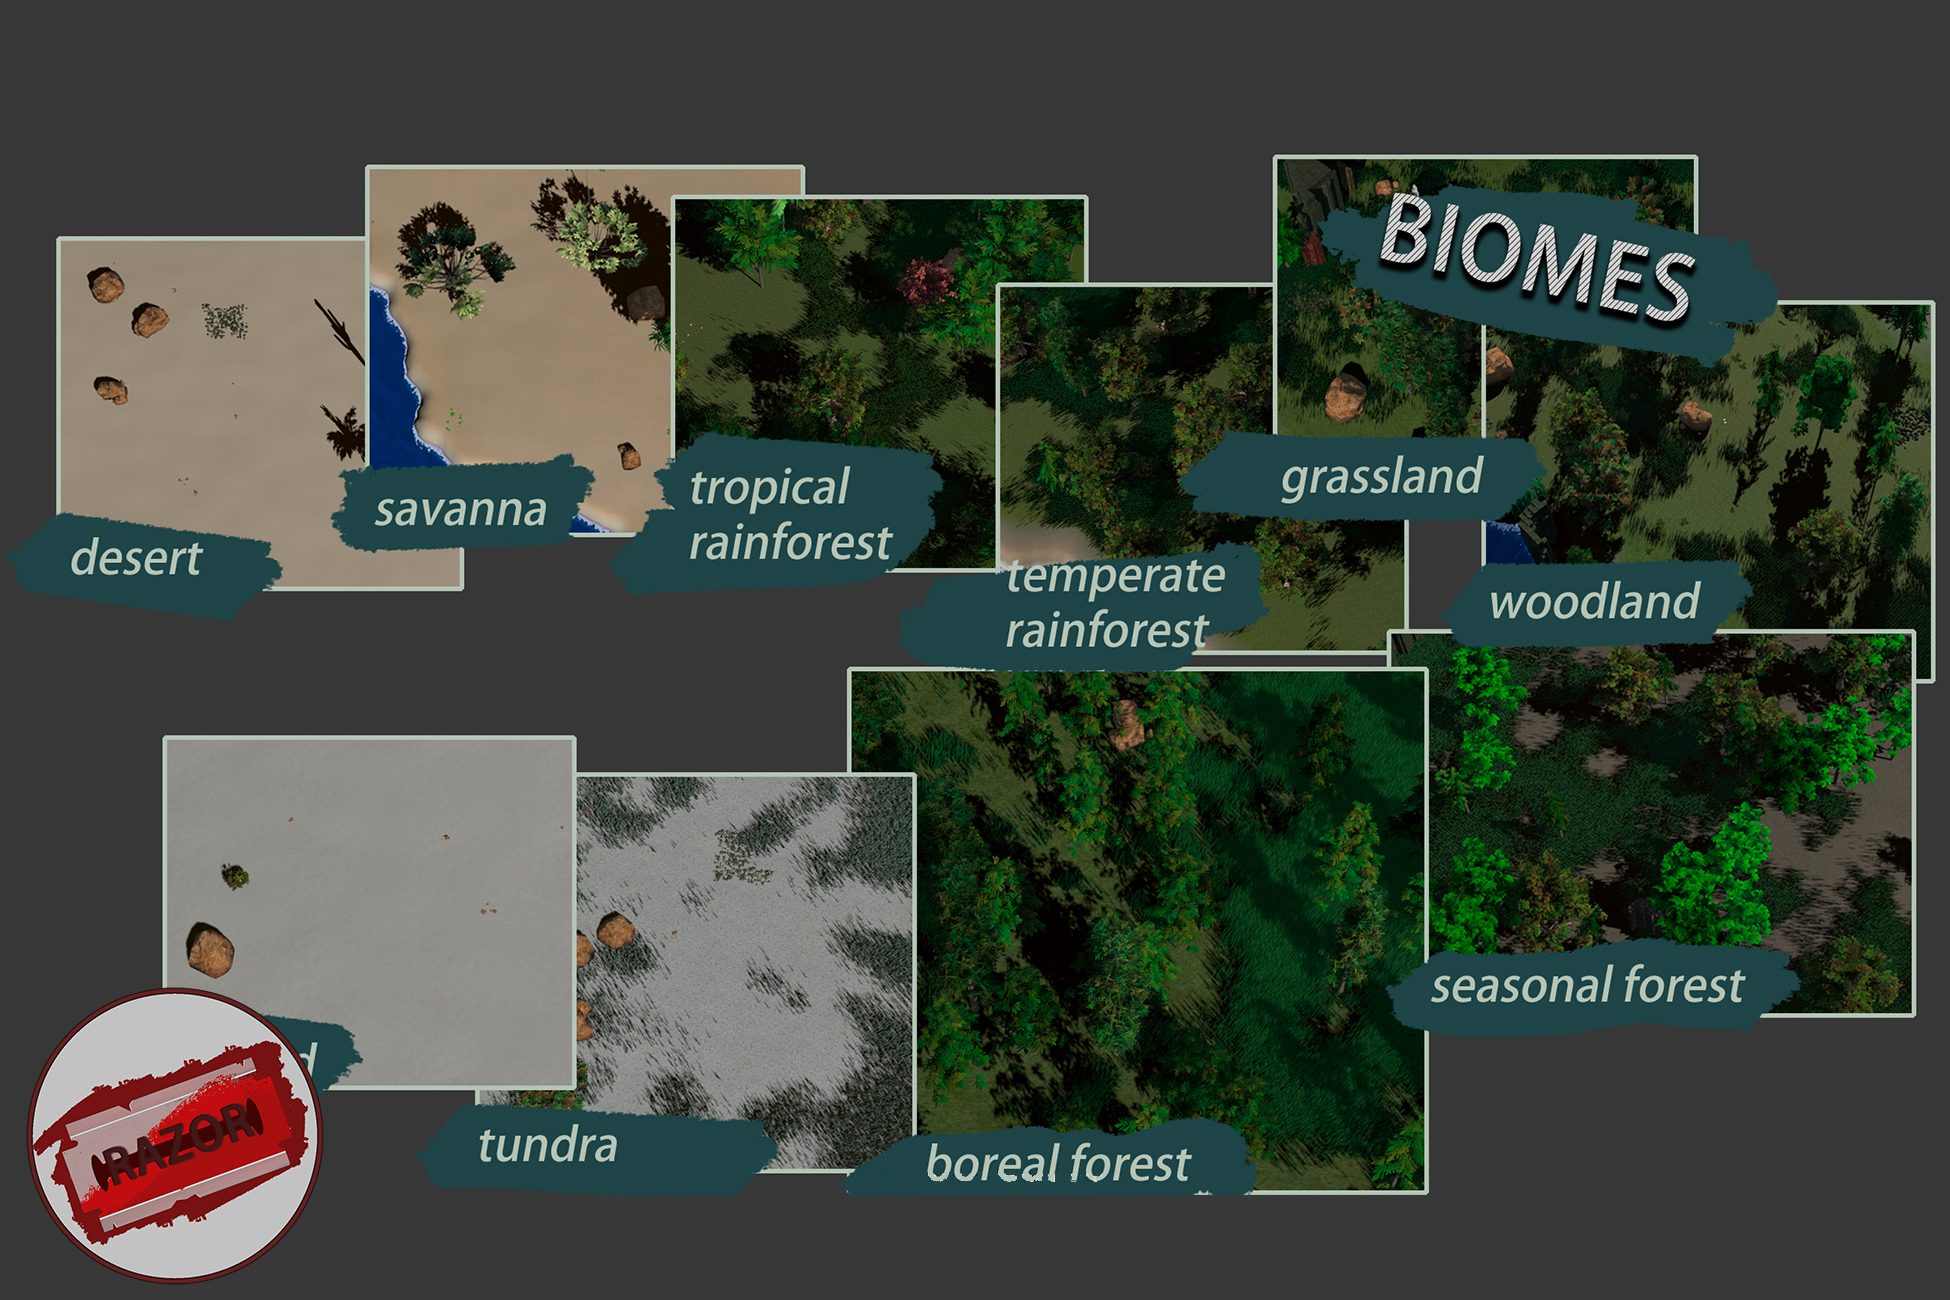 BIOMES
desert
savanna
tropical
rainforest
temperate
rainforest
grassland
woodland
tundra
boreal forest
seasonal forest
RAZOR